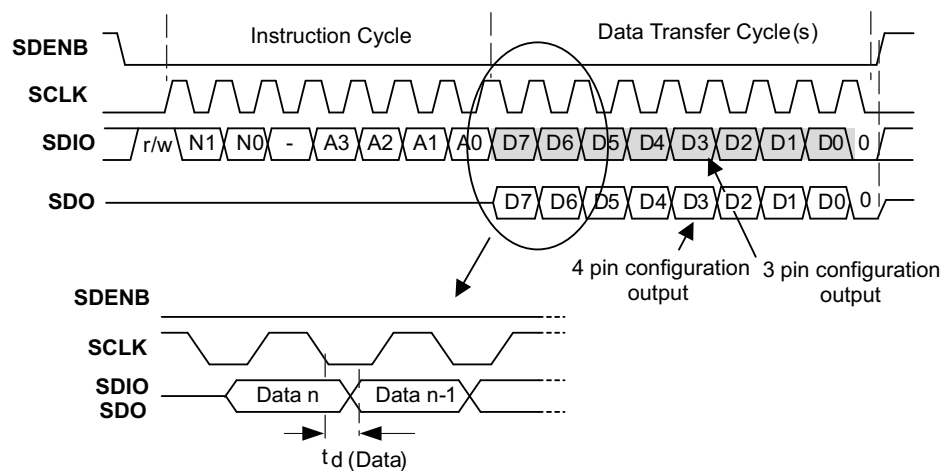 Instruction Cycle Data Transfer Cycle(s)
SDENB
SCLK
SDIO r/w N1 N0 - A3 A2 A1 A0 D7 D6 D5 D4 D3 D2 D1 D0 0
SDO D7 D6 D5 D4 D3 D2 D1 D0 0
4 pin configuration output
3 pin configuration output
SDENB
SCLK
SDIO
SDO
Data n Data n-1
td (Data)